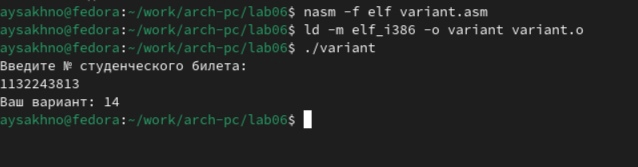 aysakhno@fedora:~/work/arch-pc/lab06$ nasm -f elf variant.asm
aysakhno@fedora:~/work/arch-pc/lab06$ ld -m elf_i386 -o variant variant.o
aysakhno@fedora:~/work/arch-pc/lab06$ ./variant
Введите № студенческого билета:
1132243813
Ваш вариант: 14
aysakhno@fedora:~/work/arch-pc/lab06$